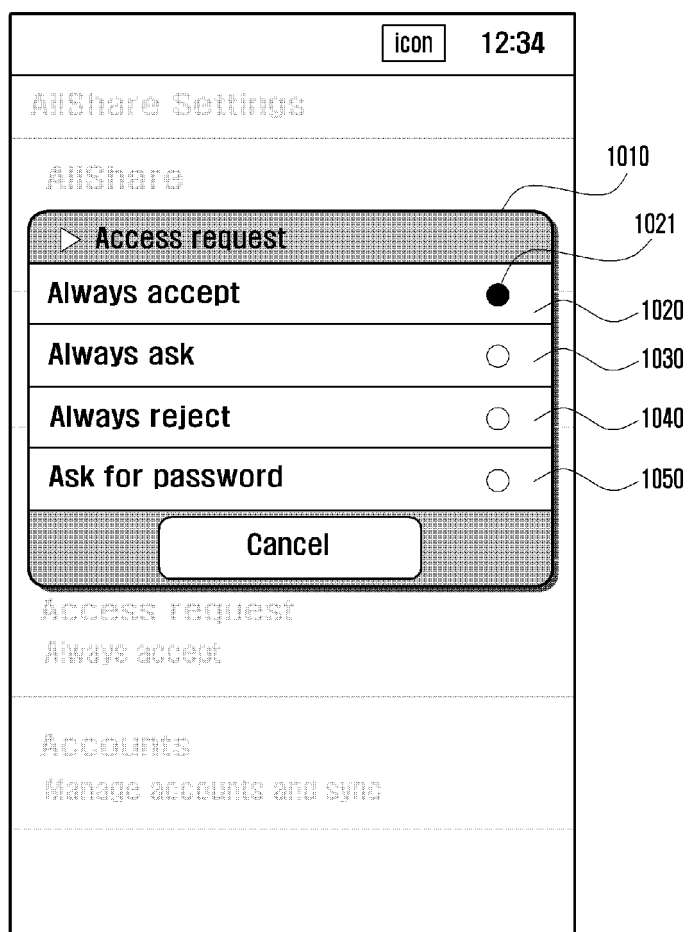 icon 12:34
AllShare Settings
AllShare
1010
Access request
1021
Always accept
1020
Always ask
1030
Always reject
1040
Ask for password
1050
Cancel
Access request
Always accept
Accounts
Manage accounts and sync